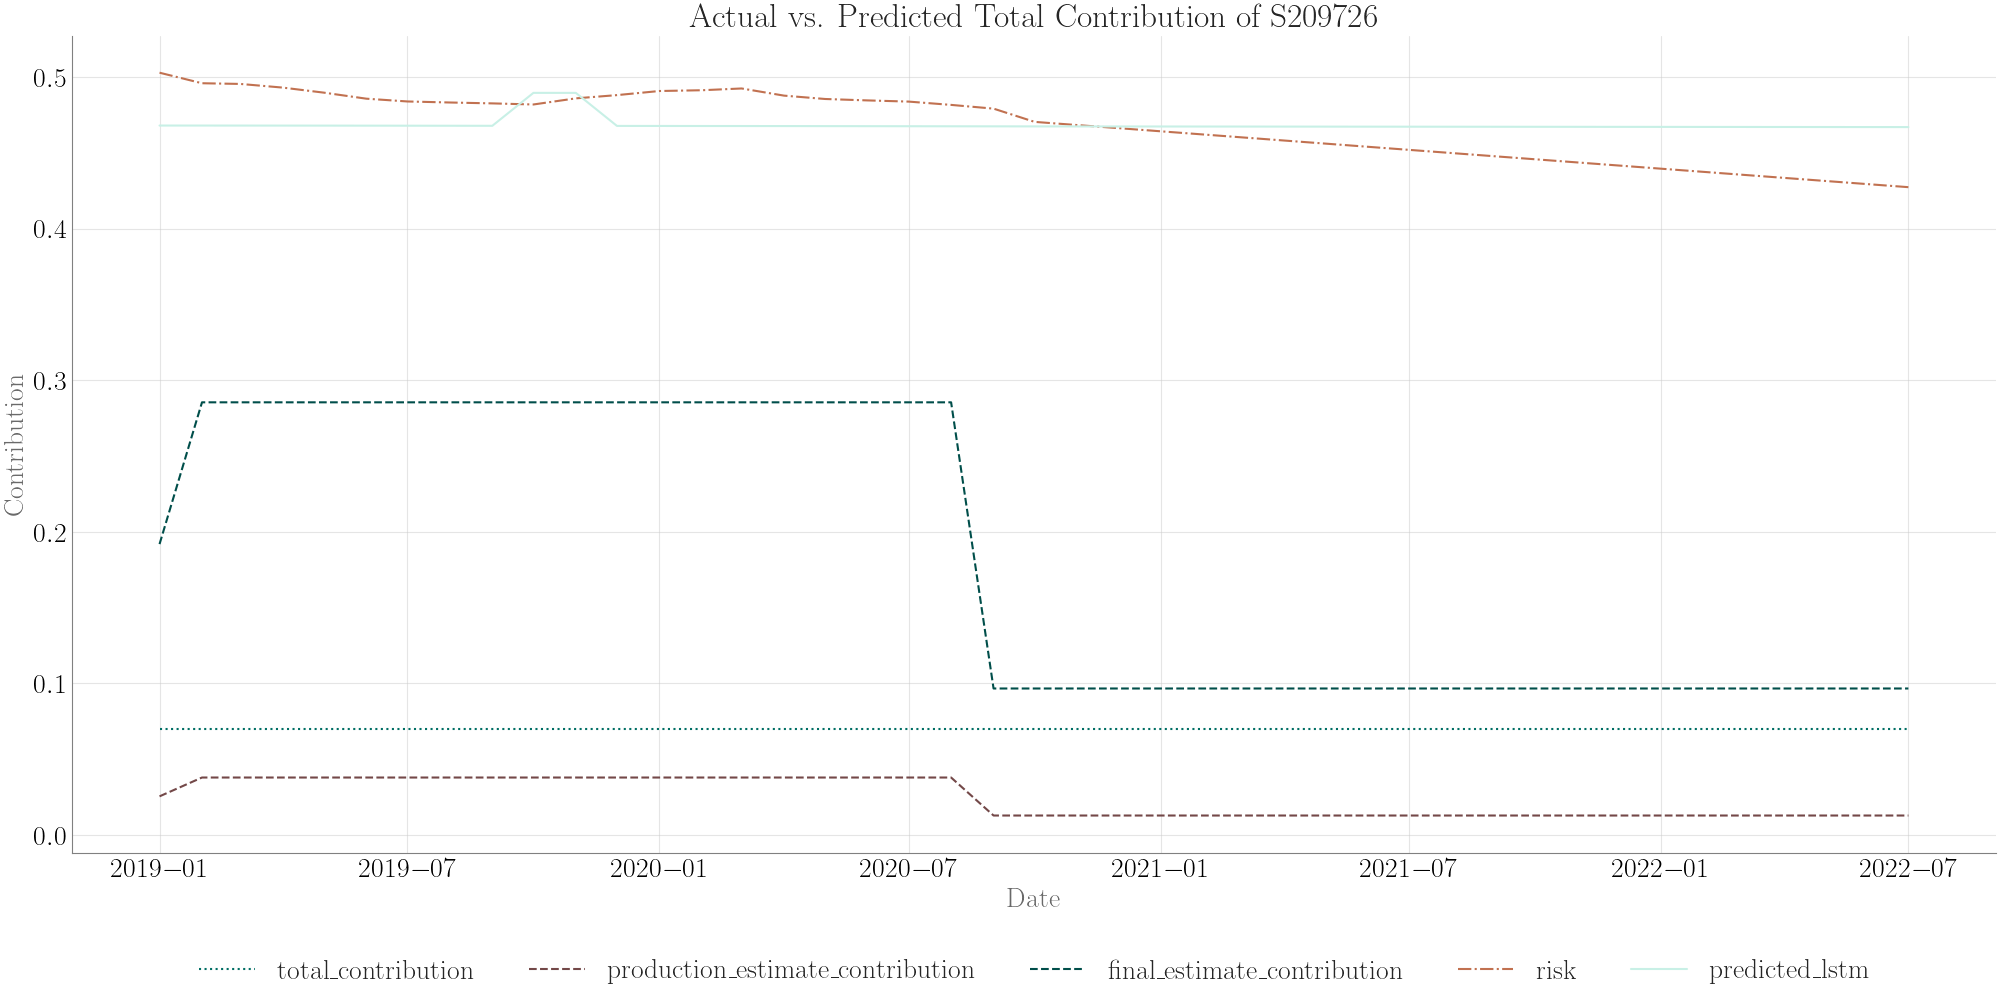 Actual vs. Predicted Total Contribution of S209726
Contribution
0.5
0.4
0.3
0.2
0.1
0.0
2019–01 2019–07 2020–01 2020–07 2021–01 2021–07 2022–01 2022–07
Date
total_contribution production_estimate_contribution final_estimate_contribution risk predicted_lstm